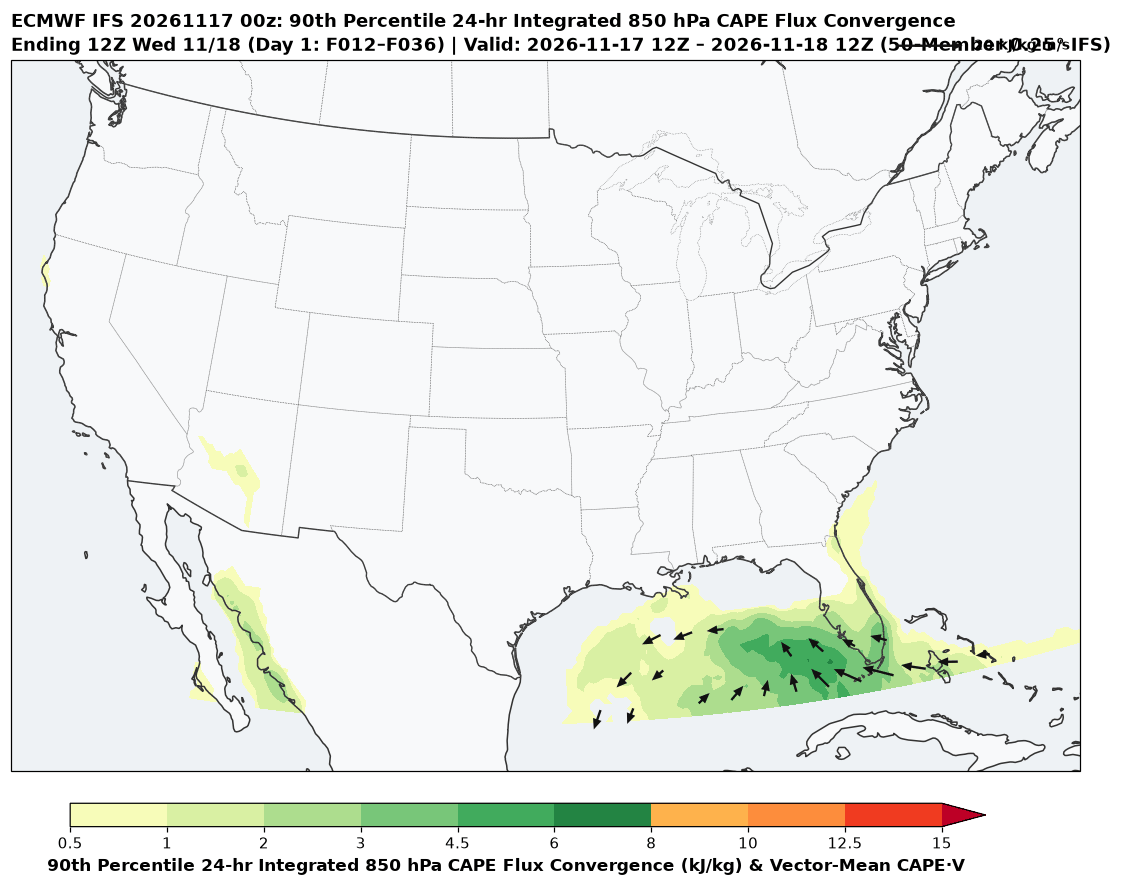 ECMWF IFS 20261117 00z: 90th Percentile 24-hr Integrated 850 hPa CAPE Flux Convergence
Ending 12Z Wed 11/18 (Day 1: F012–F036) | Valid: 2026-11-17 12Z – 2026-11-18 12Z (50-Member 0.25° IFS)
0.5 1 2 3 4.5 6 8 10 12.5 15
90th Percentile 24-hr Integrated 850 hPa CAPE Flux Convergence (kJ/kg) & Vector-Mean CAPE·V